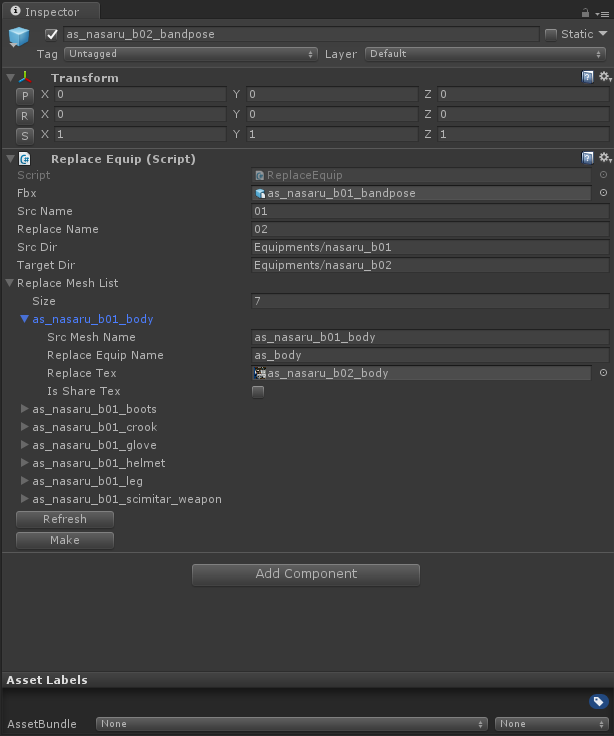 Inspector
as_nasaru_b02_bandpose Static
Tag Untagged Layer Default
Transform
P X 0 Y 0 Z 0
R X 0 Y 0 Z 0
S X 1 Y 1 Z 1
Replace Equip (Script)
Script ReplaceEquip
Fbx as_nasaru_b01_bandpose
Src Name 01
Replace Name 02
Src Dir Equipments/nasaru_b01
Target Dir Equipments/nasaru_b02
Replace Mesh List
Size 7
as_nasaru_b01_body
Src Mesh Name as_nasaru_b01_body
Replace Equip Name as_body
Replace Tex as_nasaru_b02_body
Is Share Tex
as_nasaru_b01_boots
as_nasaru_b01_crook
as_nasaru_b01_glove
as_nasaru_b01_helmet
as_nasaru_b01_leg
as_nasaru_b01_scimitar_weapon
Refresh
Make
Add Component
Asset Labels
AssetBundle None None